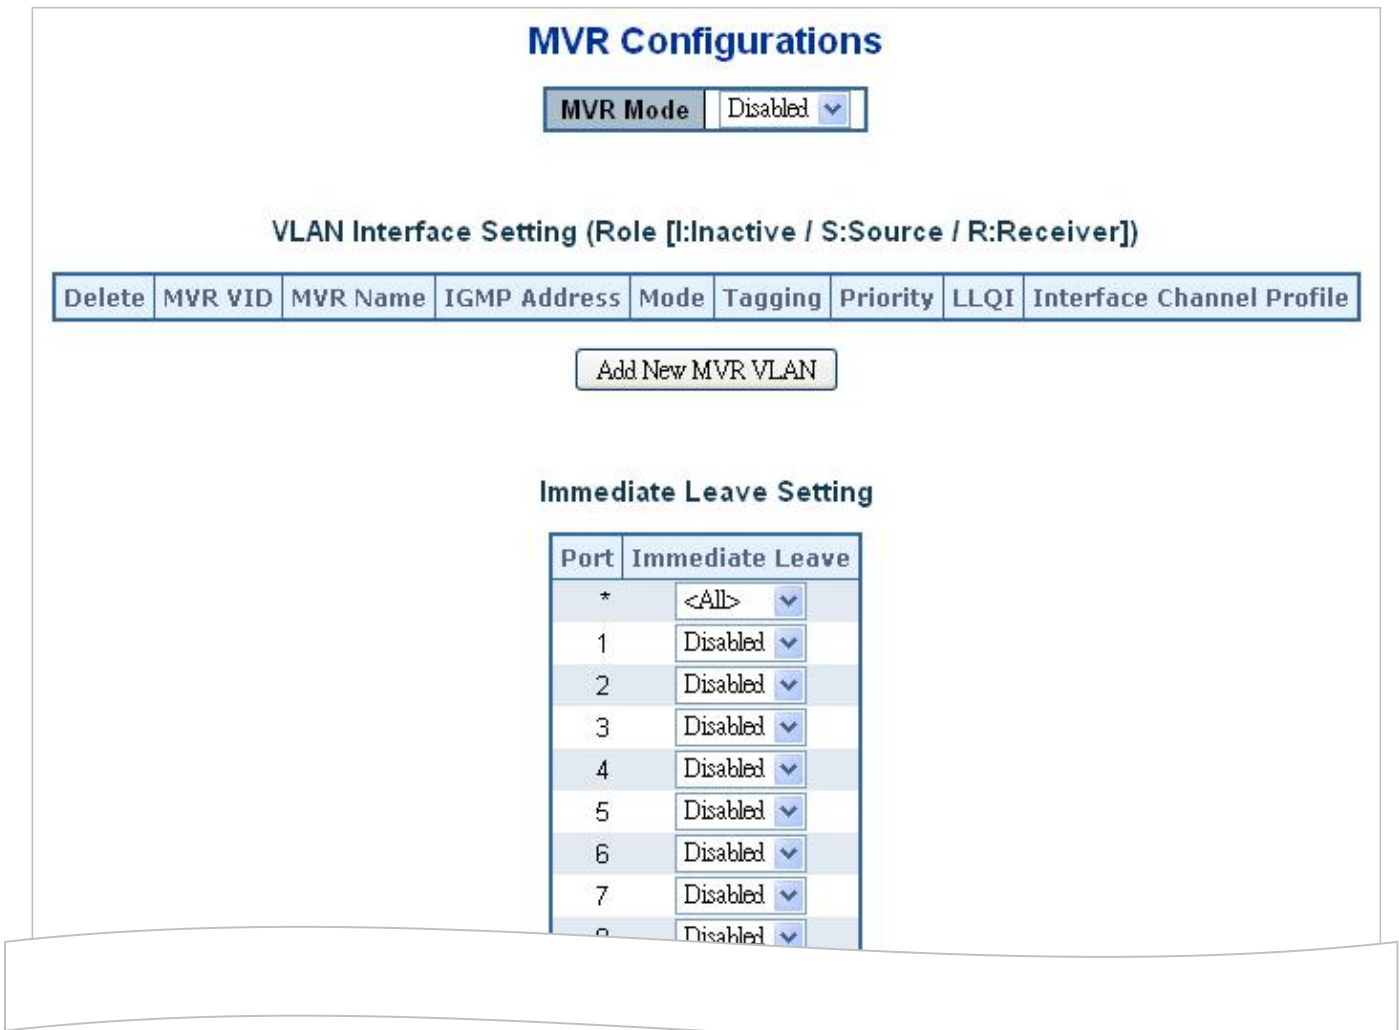 MVR Configurations
MVR Mode Disabled
VLAN Interface Setting (Role [I:Inactive / S:Source / R:Receiver])
Delete MVR VID MVR Name IGMP Address Mode Tagging Priority LLQI Interface Channel Profile
Add New MVR VLAN
Immediate Leave Setting
Port Immediate Leave
* <All>
1 Disabled
2 Disabled
3 Disabled
4 Disabled
5 Disabled
6 Disabled
7 Disabled
Disabled